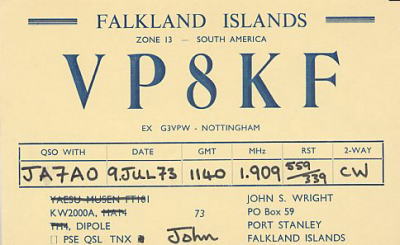 FALKLAND ISLANDS
ZONE 13 — SOUTH AMERICA
VP8KF
EX G3VPW - NOTTINGHAM
QSO WITH DATE GMT MHz RST 2-WAY
JA7AO 9.JUL73 1140 1.909 559/339 CW
YAESU MUSEN FT101 JOHN S. WRIGHT
KW2000A, 73 PO BOX 59
DIPOLE PORT STANLEY
PSE QSL TNX John FALKLAND ISLANDS